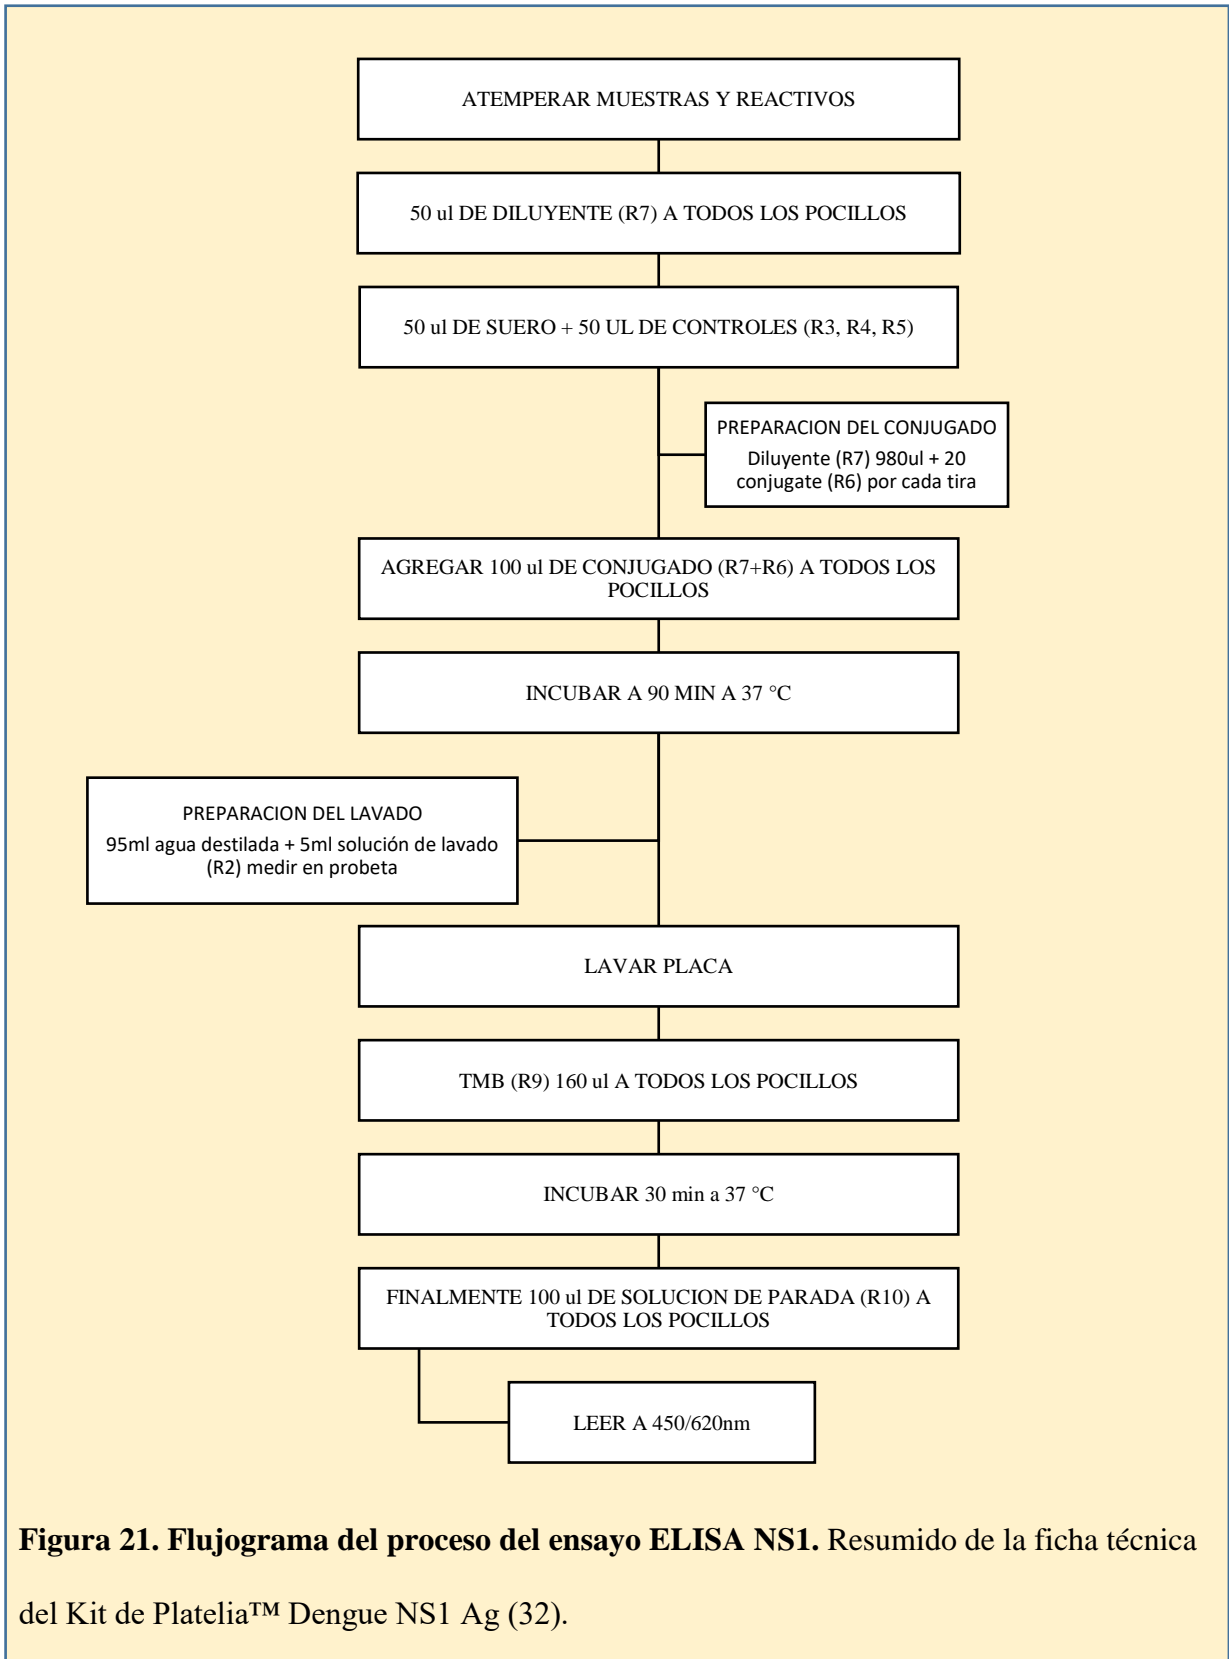 ATEMPERAR MUESTRAS Y REACTIVOS
50 ul DE DILUYENTE (R7) A TODOS LOS POCILLOS
50 ul DE SUERO + 50 UL DE CONTROLES (R3, R4, R5)
PREPARACION DEL CONJUGADO
Diluyente (R7) 980ul + 20
conjugate (R6) por cada tira
AGREGAR 100 ul DE CONJUGADO (R7+R6) A TODOS LOS
POCILLOS
INCUBAR A 90 MIN A 37 °C
PREPARACION DEL LAVADO
95ml agua destilada + 5ml solución de lavado
(R2) medir en probeta
LAVAR PLACA
TMB (R9) 160 ul A TODOS LOS POCILLOS
INCUBAR 30 min a 37 °C
FINALMENTE 100 ul DE SOLUCION DE PARADA (R10) A
TODOS LOS POCILLOS
LEER A 450/620nm
Figura 21. Flujograma del proceso del ensayo ELISA NS1. Resumido de la ficha técnica
del Kit de Platelia™ Dengue NS1 Ag (32).